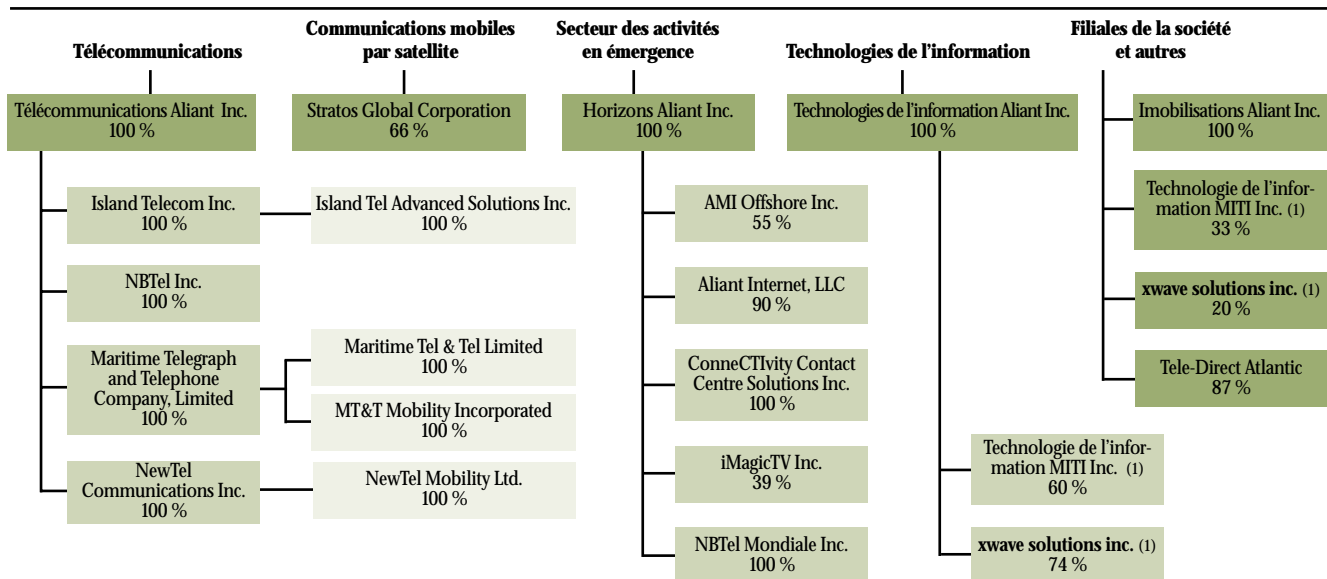 Télécommunications
Communications mobiles
par satellite
Secteur des activités
en émergence
Technologies de l'information
Filiales de la société
et autres
Télécommunications Aliant Inc.
100 %
Stratos Global Corporation
66 %
Horizons Aliant Inc.
100 %
Technologies de l'information Aliant Inc.
100 %
Imobilisations Aliant Inc.
100 %
Island Telecom Inc.
100 %
Island Tel Advanced Solutions Inc.
100 %
NBTel Inc.
100 %
Maritime Telegraph
and Telephone
Company, Limited
100 %
Maritime Tel & Tel Limited
100 %
MT&T Mobility Incorporated
100 %
NewTel
Communications Inc.
100 %
NewTel Mobility Ltd.
100 %
AMI Offshore Inc.
55 %
Aliant Internet, LLC
90 %
ConneCTIvity Contact
Centre Solutions Inc.
100 %
iMagicTV Inc.
39 %
NBTel Mondiale Inc.
100 %
Technologie de l'infor-
mation MITI Inc. (1)
60 %
xwave solutions inc. (1)
74 %
Technologie de l'infor-
mation MITI Inc. (1)
33 %
xwave solutions inc. (1)
20 %
Tele-Direct Atlantic
87 %